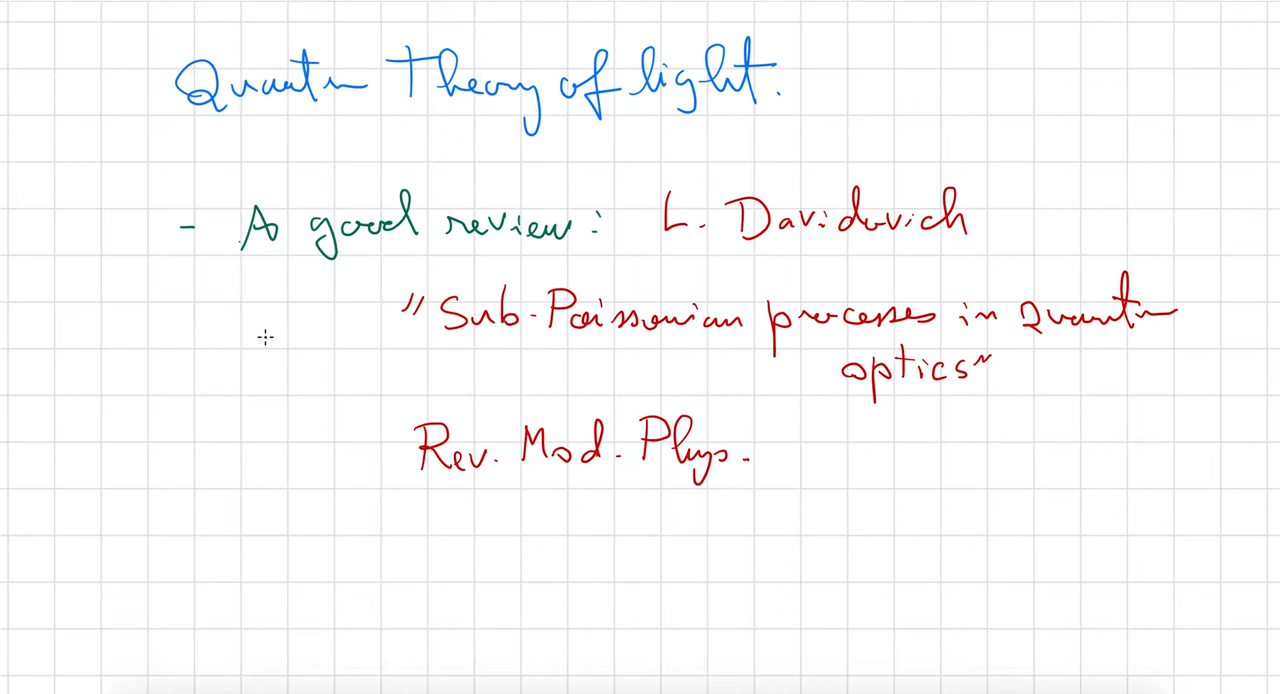 Quantum Theory of light.
- A good review: L. Davidovich
"Sub-Poissonian processes in Quantum
optics"
Rev. Mod. Phys.